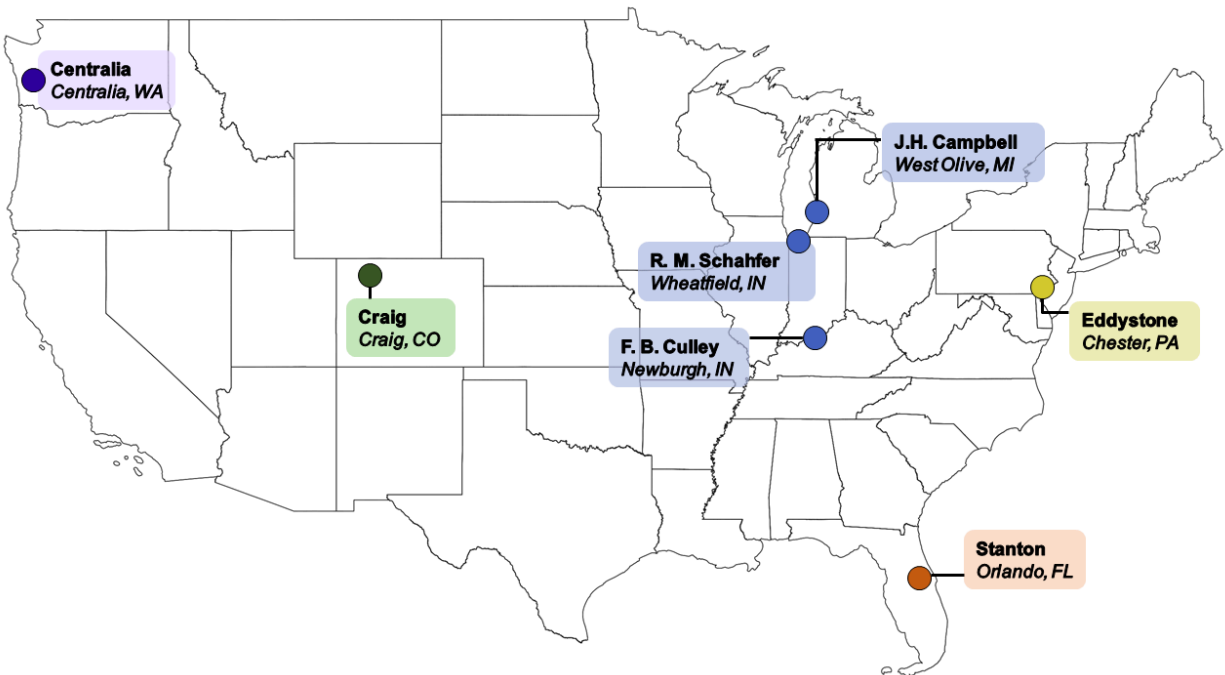 Centralia
Centralia, WA
J.H. Campbell
West Olive, MI
R. M. Schahfer
Wheatfield, IN
Craig
Craig, CO
F. B. Culley
Newburgh, IN
Eddystone
Chester, PA
Stanton
Orlando, FL